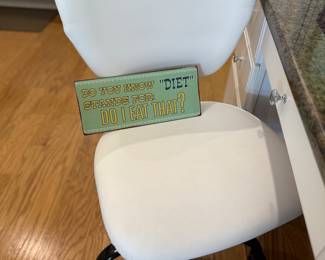 DO YOU KNOW "DIET"
STANDS FOR:
DO I EAT THAT?